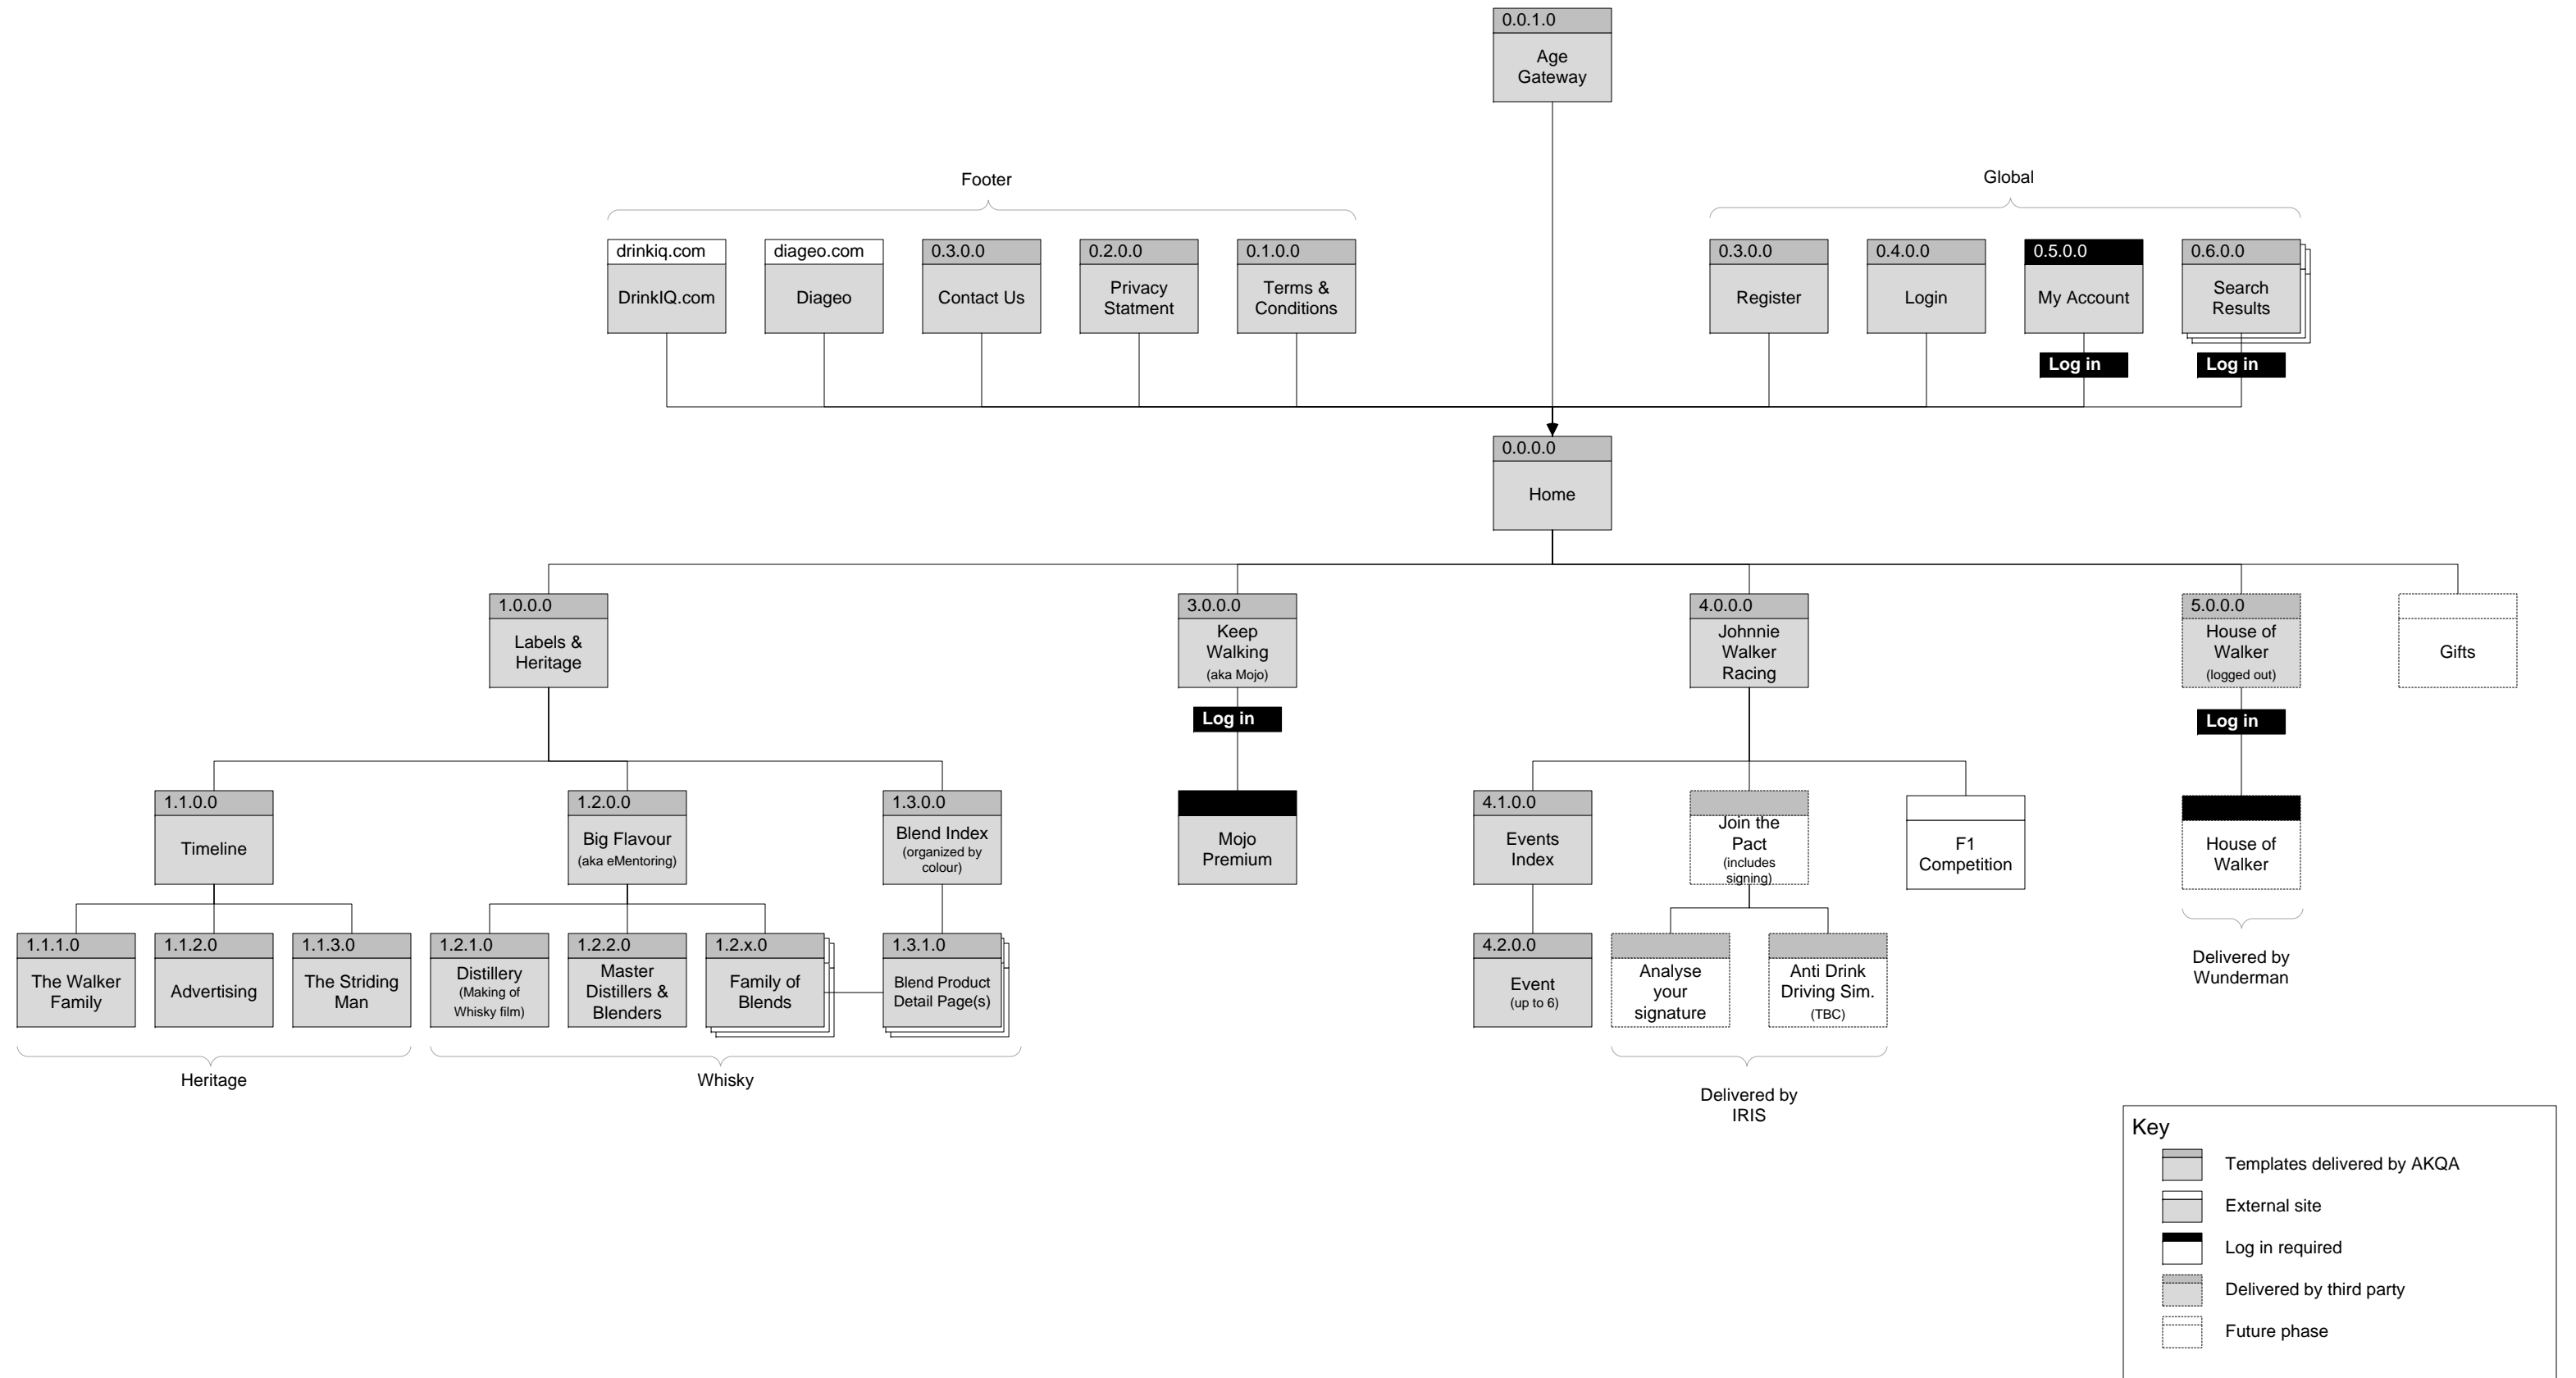 0.0.1.0
Age
Gateway
Footer
Global
drinkiq.com
DrinkIQ.com
diageo.com
Diageo
0.3.0.0
Contact Us
0.2.0.0
Privacy
Statment
0.1.0.0
Terms &
Conditions
0.3.0.0
Register
0.4.0.0
Login
0.5.0.0
My Account
0.6.0.0
Search
Results
Log in
Log in
0.0.0.0
Home
1.0.0.0
Labels &
Heritage
3.0.0.0
Keep
Walking
(aka Mojo)
4.0.0.0
Johnnie
Walker
Racing
5.0.0.0
House of
Walker
(logged out)
Gifts
Log in
Log in
1.1.0.0
Timeline
1.2.0.0
Big Flavour
(aka eMentoring)
1.3.0.0
Blend Index
(organized by
colour)
Mojo
Premium
4.1.0.0
Events
Index
Join the
Pact
(includes
signing)
F1
Competition
House of
Walker
1.1.1.0
The Walker
Family
1.1.2.0
Advertising
1.1.3.0
The Striding
Man
1.2.1.0
Distillery
(Making of
Whisky film)
1.2.2.0
Master
Distillers &
Blenders
1.2.x.0
Family of
Blends
1.3.1.0
Blend Product
Detail Page(s)
4.2.0.0
Event
(up to 6)
Analyse
your
signature
Anti Drink
Driving Sim.
(TBC)
Delivered by
Wunderman
Heritage
Whisky
Delivered by
IRIS
Key
Templates delivered by AKQA
External site
Log in required
Delivered by third party
Future phase